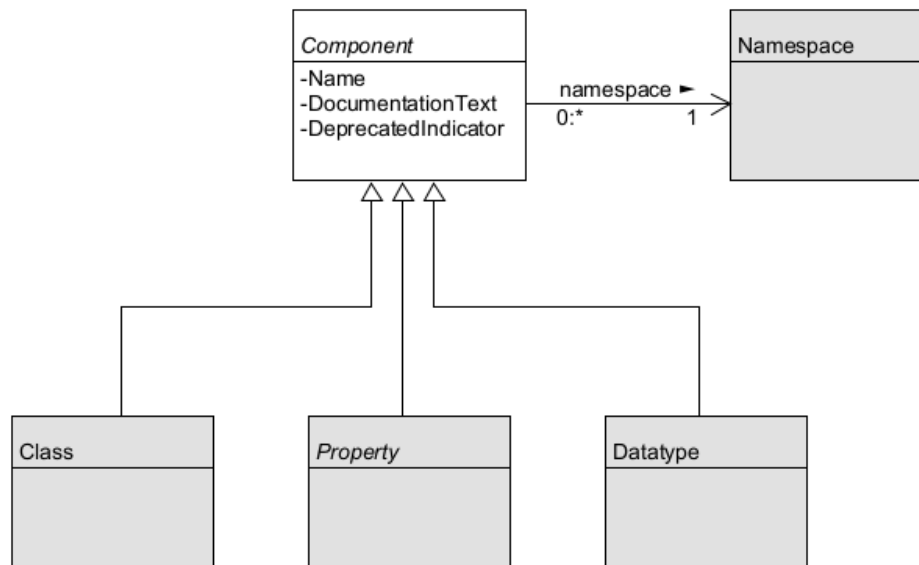 Component
-Name
-DocumentationText
-DeprecatedIndicator
namespace ►
0:*
1
Namespace
Class
Property
Datatype